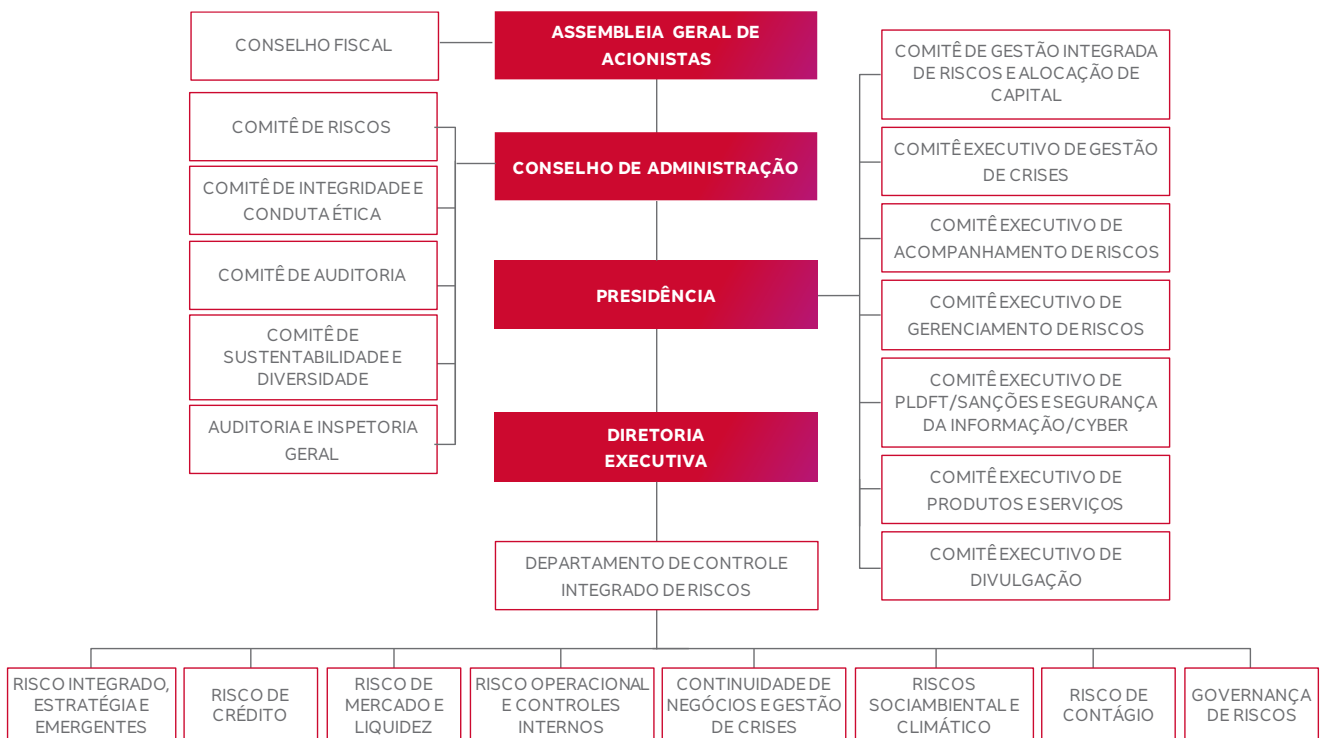 CONSELHO FISCAL
ASSEMBLEIA GERAL DE
ACIONISTAS
COMITÊ DE RISCOS
COMITÊ DE INTEGRIDADE E
CONDUTA ÉTICA
COMITÊ DE AUDITORIA
COMITÊ DE
SUSTENTABILIDADE E
DIVERSIDADE
AUDITORIA E INSPETORIA
GERAL
CONSELHO DE ADMINISTRAÇÃO
PRESIDÊNCIA
COMITÊ DE GESTÃO INTEGRADA
DE RISCOS E ALOCAÇÃO DE
CAPITAL
COMITÊ EXECUTIVO DE GESTÃO
DE CRISES
COMITÊ EXECUTIVO DE
ACOMPANHAMENTO DE RISCOS
COMITÊ EXECUTIVO DE
GERENCIAMENTO DE RISCOS
COMITÊ EXECUTIVO DE
PLDFT/SANÇÕES E SEGURANÇA
DA INFORMAÇÃO/CYBER
COMITÊ EXECUTIVO DE
PRODUTOS E SERVIÇOS
COMITÊ EXECUTIVO DE
DIVULGAÇÃO
DIRETORIA
EXECUTIVA
DEPARTAMENTO DE CONTROLE
INTEGRADO DE RISCOS
RISCO INTEGRADO,
ESTRATÉGIA E
EMERGENTES
RISCO DE
CRÉDITO
RISCO DE
MERCADO E
LIQUIDEZ
RISCO OPERACIONAL
E CONTROLES
INTERNOS
CONTINUIDADE DE
NEGÓCIOS E GESTÃO
DE CRISES
RISCOS
SOCIAMBIENTAL E
CLIMÁTICO
RISCO DE
CONTÁGIO
GOVERNANÇA
DE RISCOS